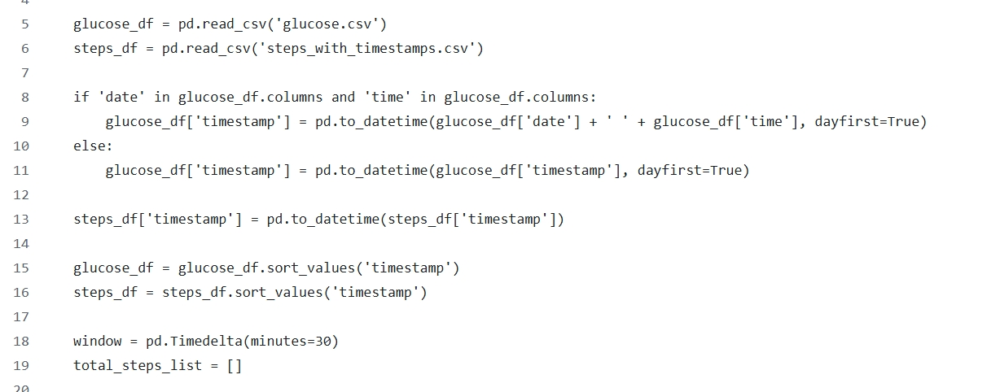 4
5 glucose_df = pd.read_csv('glucose.csv')
6 steps_df = pd.read_csv('steps_with_timestamps.csv')
7
8 if 'date' in glucose_df.columns and 'time' in glucose_df.columns:
9     glucose_df['timestamp'] = pd.to_datetime(glucose_df['date'] + ' ' + glucose_df['time'], dayfirst=True)
10 else:
11     glucose_df['timestamp'] = pd.to_datetime(glucose_df['timestamp'], dayfirst=True)
12
13 steps_df['timestamp'] = pd.to_datetime(steps_df['timestamp'])
14
15 glucose_df = glucose_df.sort_values('timestamp')
16 steps_df = steps_df.sort_values('timestamp')
17
18 window = pd.Timedelta(minutes=30)
19 total_steps_list = []
20